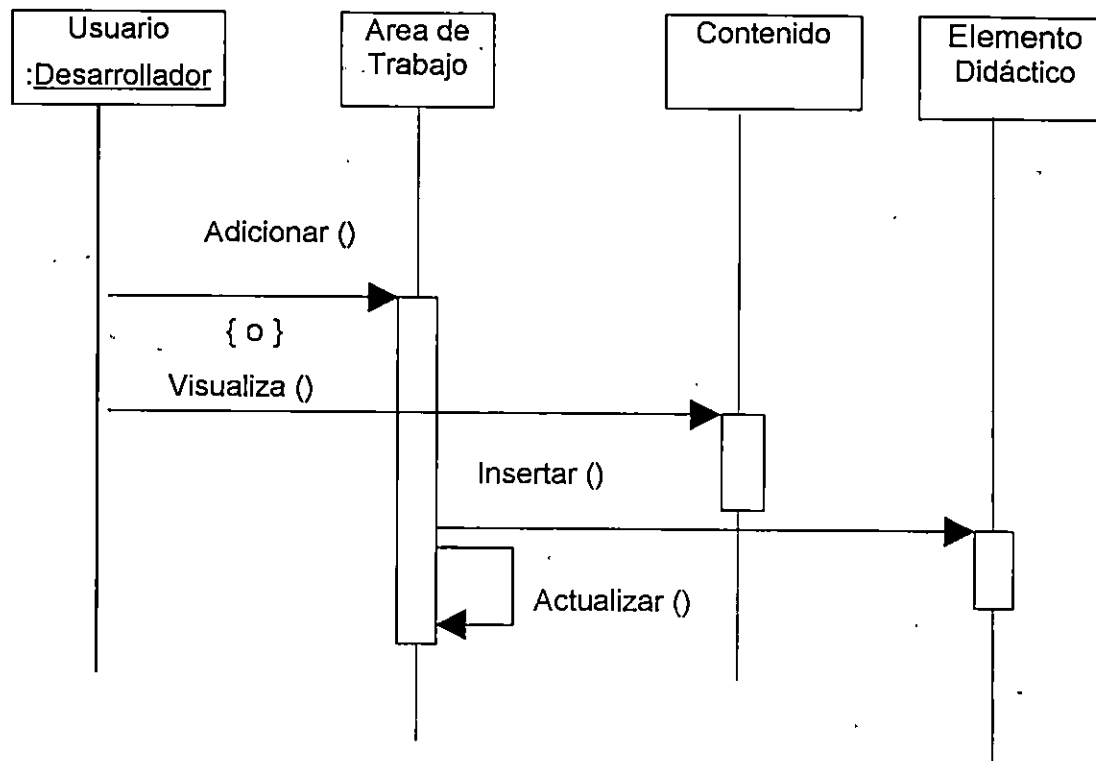 Usuario
:Desarrollador
Area de
Trabajo
Contenido
Elemento
Didáctico
Adicionar ()
{ o }
Visualiza ()
Insertar ()
Actualizar ()